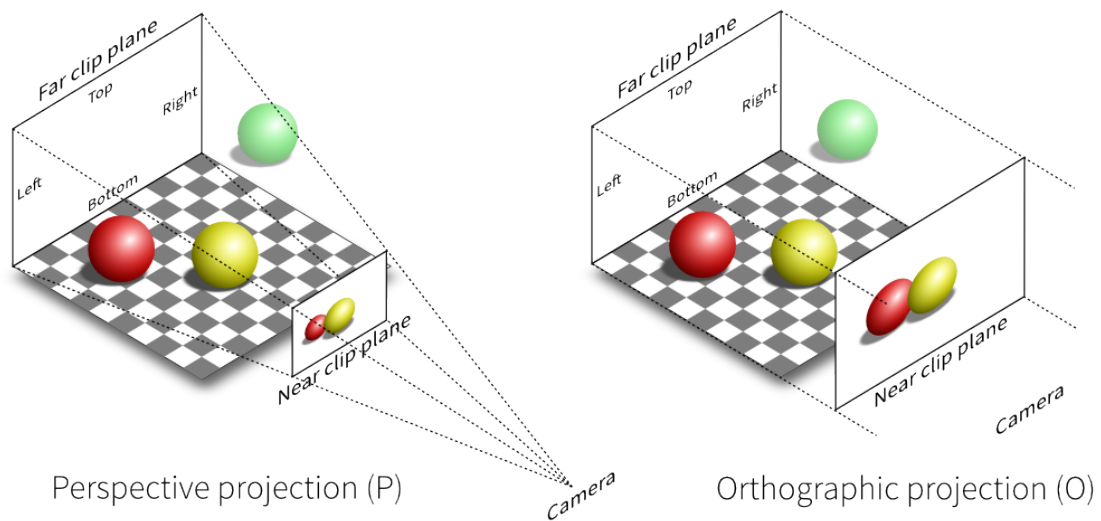 Far clip plane
Top
Right
Left
Bottom
Near clip plane
Camera
Perspective projection (P)
Far clip plane
Top
Right
Left
Bottom
Near clip plane
Camera
Orthographic projection (O)